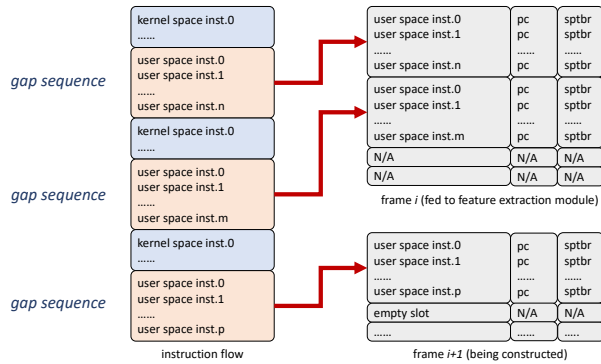 kernel space inst.0
......
gap sequence
user space inst.0
user space inst.1
......
user space inst.n
kernel space inst.0
......
gap sequence
user space inst.0
user space inst.1
......
user space inst.m
kernel space inst.0
......
gap sequence
user space inst.0
user space inst.1
......
user space inst.p
instruction flow
user space inst.0 pc sptbr
user space inst.1 pc sptbr
...... ...... ......
user space inst.n pc sptbr
user space inst.0 pc sptbr
user space inst.1 pc sptbr
...... ...... ......
user space inst.m pc sptbr
N/A N/A N/A
N/A N/A N/A
frame i (fed to feature extraction module)
user space inst.0 pc sptbr
user space inst.1 pc sptbr
...... ...... ......
user space inst.p pc sptbr
empty slot N/A N/A
...... ...... .....
frame i+1 (being constructed)